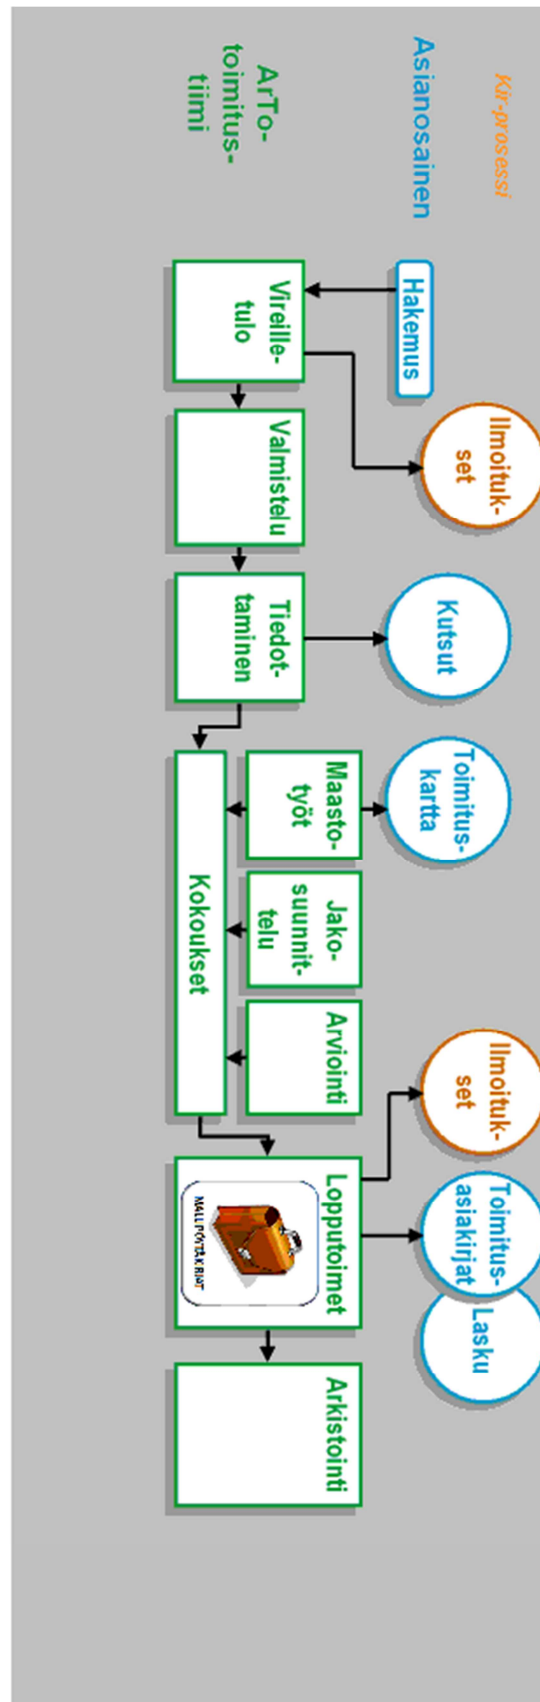 Kir-prosessi
Asianosainen
ArTo-
toimitus-
tiimi
Hakemus
Vireille-
tulo
Ilmoituk-
set
Valmistelu
Tiedot-
taminen
Kutsut
Maasto-
työt
Toimitus-
kartta
Jako-
suunnit-
telu
Arviointi
Kokoukset
Ilmoituk-
set
Lopputoimet
MALLIPÖYTÄKIRJAT
Toimitus-
asiakirjat
Lasku
Arkistointi